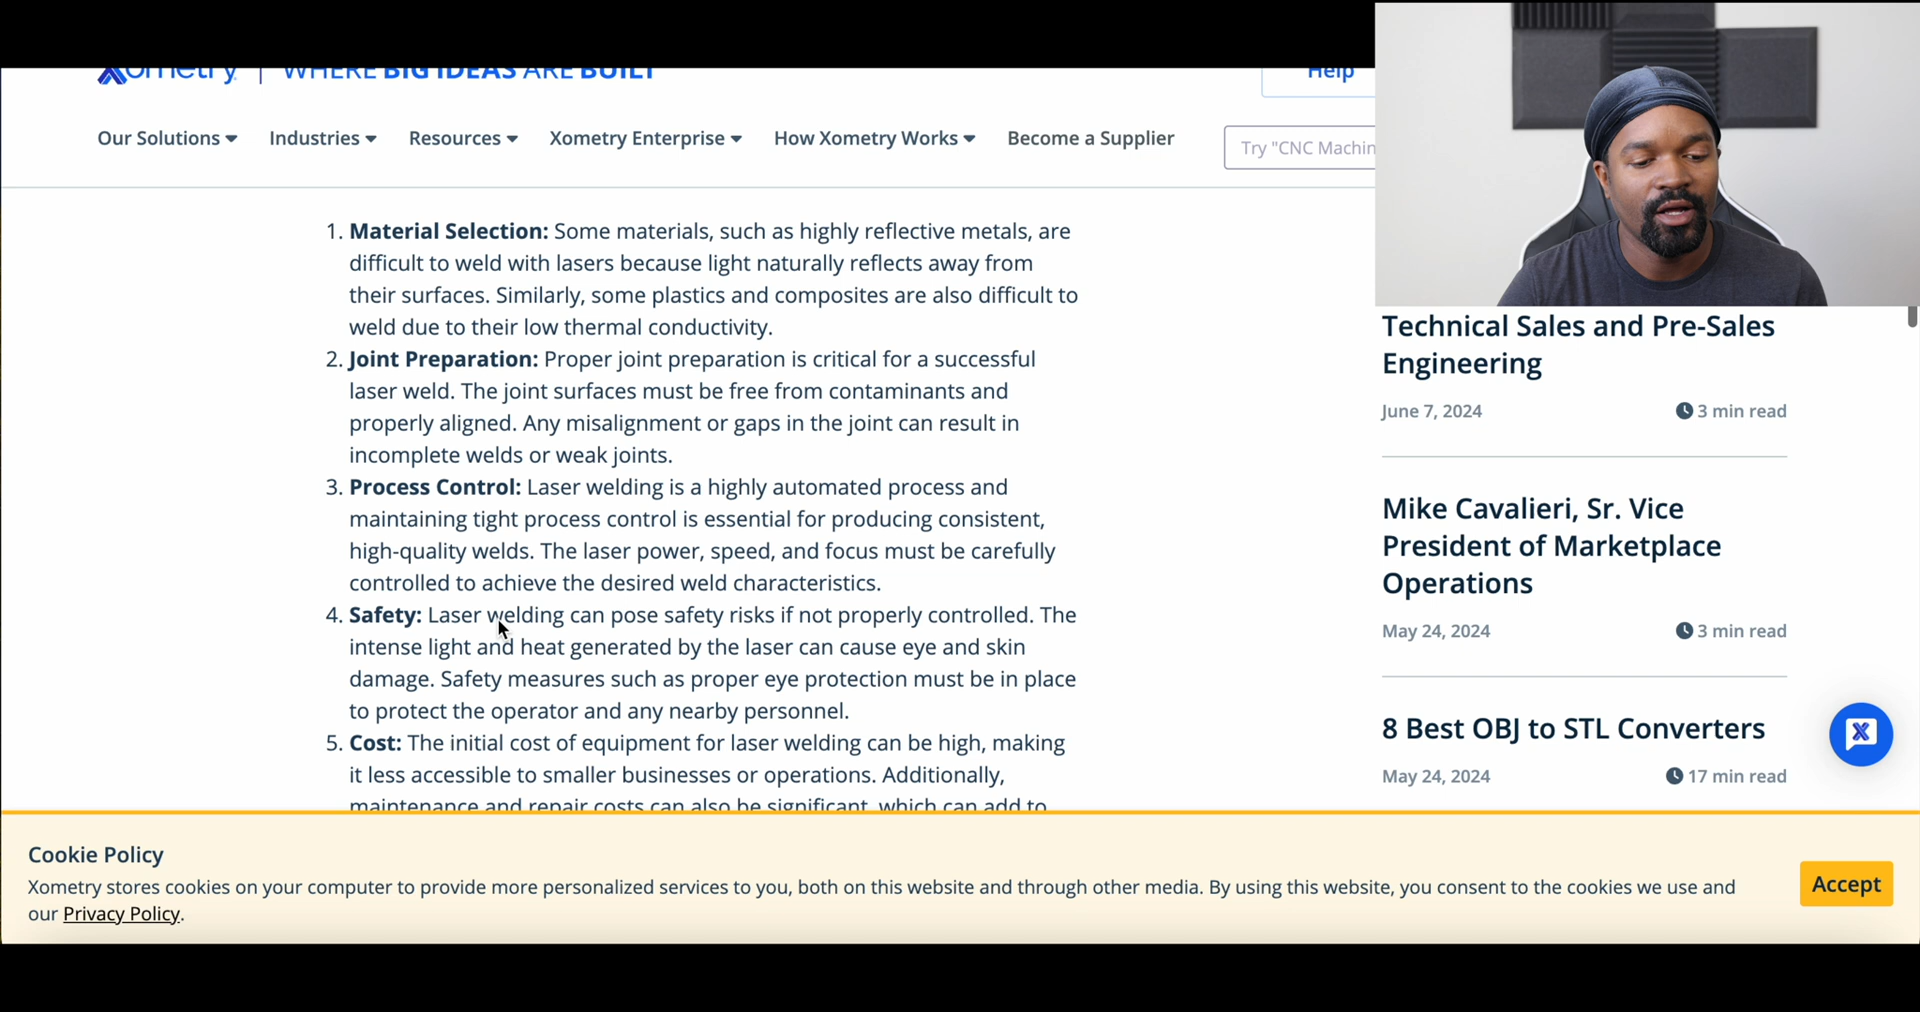 Xometry | WHERE BIG IDEAS ARE BUILT
Help
Our Solutions Industries Resources Xometry Enterprise How Xometry Works Become a Supplier
Try "CNC Machin
1. Material Selection: Some materials, such as highly reflective metals, are
difficult to weld with lasers because light naturally reflects away from
their surfaces. Similarly, some plastics and composites are also difficult to
weld due to their low thermal conductivity.
2. Joint Preparation: Proper joint preparation is critical for a successful
laser weld. The joint surfaces must be free from contaminants and
properly aligned. Any misalignment or gaps in the joint can result in
incomplete welds or weak joints.
3. Process Control: Laser welding is a highly automated process and
maintaining tight process control is essential for producing consistent,
high-quality welds. The laser power, speed, and focus must be carefully
controlled to achieve the desired weld characteristics.
4. Safety: Laser welding can pose safety risks if not properly controlled. The
intense light and heat generated by the laser can cause eye and skin
damage. Safety measures such as proper eye protection must be in place
to protect the operator and any nearby personnel.
5. Cost: The initial cost of equipment for laser welding can be high, making
it less accessible to smaller businesses or operations. Additionally,
maintenance and repair costs can also be significant, which can add to
Technical Sales and Pre-Sales
Engineering
June 7, 2024 3 min read
Mike Cavalieri, Sr. Vice
President of Marketplace
Operations
May 24, 2024 3 min read
8 Best OBJ to STL Converters
May 24, 2024 17 min read
Cookie Policy
Xometry stores cookies on your computer to provide more personalized services to you, both on this website and through other media. By using this website, you consent to the cookies we use and
our Privacy Policy.
Accept